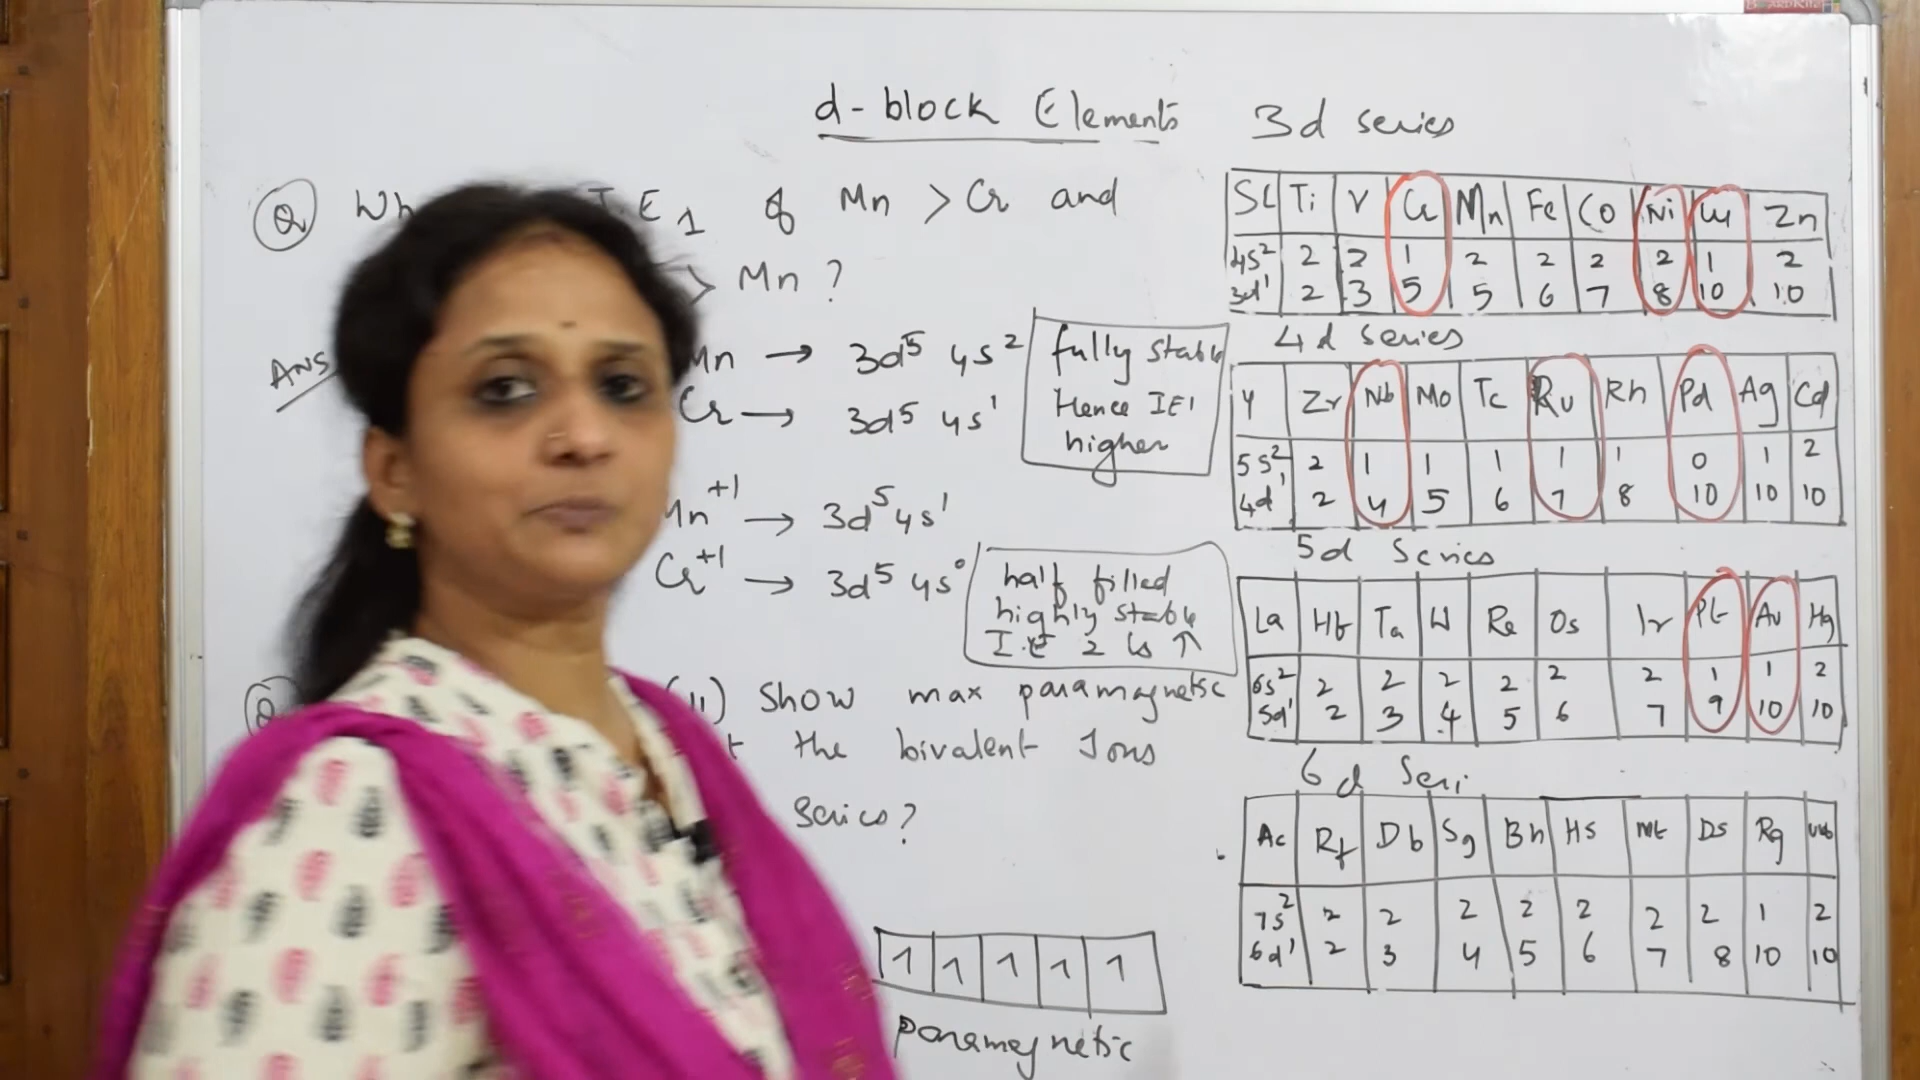 d-block Elements 3d series
Q I.E1 of Mn > Cr and
> Mn ?
Ans
Mn → 3d5 4s2
Cr → 3d5 4s1
fully stable
Hence IE1
higher
Mn+1 → 3d5 4s1
Cr+1 → 3d5 4s0
half filled
highly stable
I.E 2 is ↑
Q (II) Show max paramagnetic
the bivalent Ions
Series?
1 1 1 1 1
paramagnetic
Sc Ti V Cr Mn Fe Co Ni Cu Zn
4s2 2 2 1 2 2 2 2 1 2
3d1 2 3 5 5 6 7 8 10 10
4d series
Y Zr Nb Mo Tc Ru Rh Pd Ag Cd
5s2 2 1 1 1 1 1 0 1 2
4d1 2 4 5 6 7 8 10 10 10
5d Series
La Hf Ta W Re Os Ir Pt Au Hg
6s2 2 2 2 2 2 2 1 1 2
5d1 2 3 4 5 6 7 9 10 10
6d Seri
Ac Rf Db Sg Bh Hs Mt Ds Rg Uub
7s2 2 2 2 2 2 2 2 1 2
6d1 2 3 4 5 6 7 8 10 10